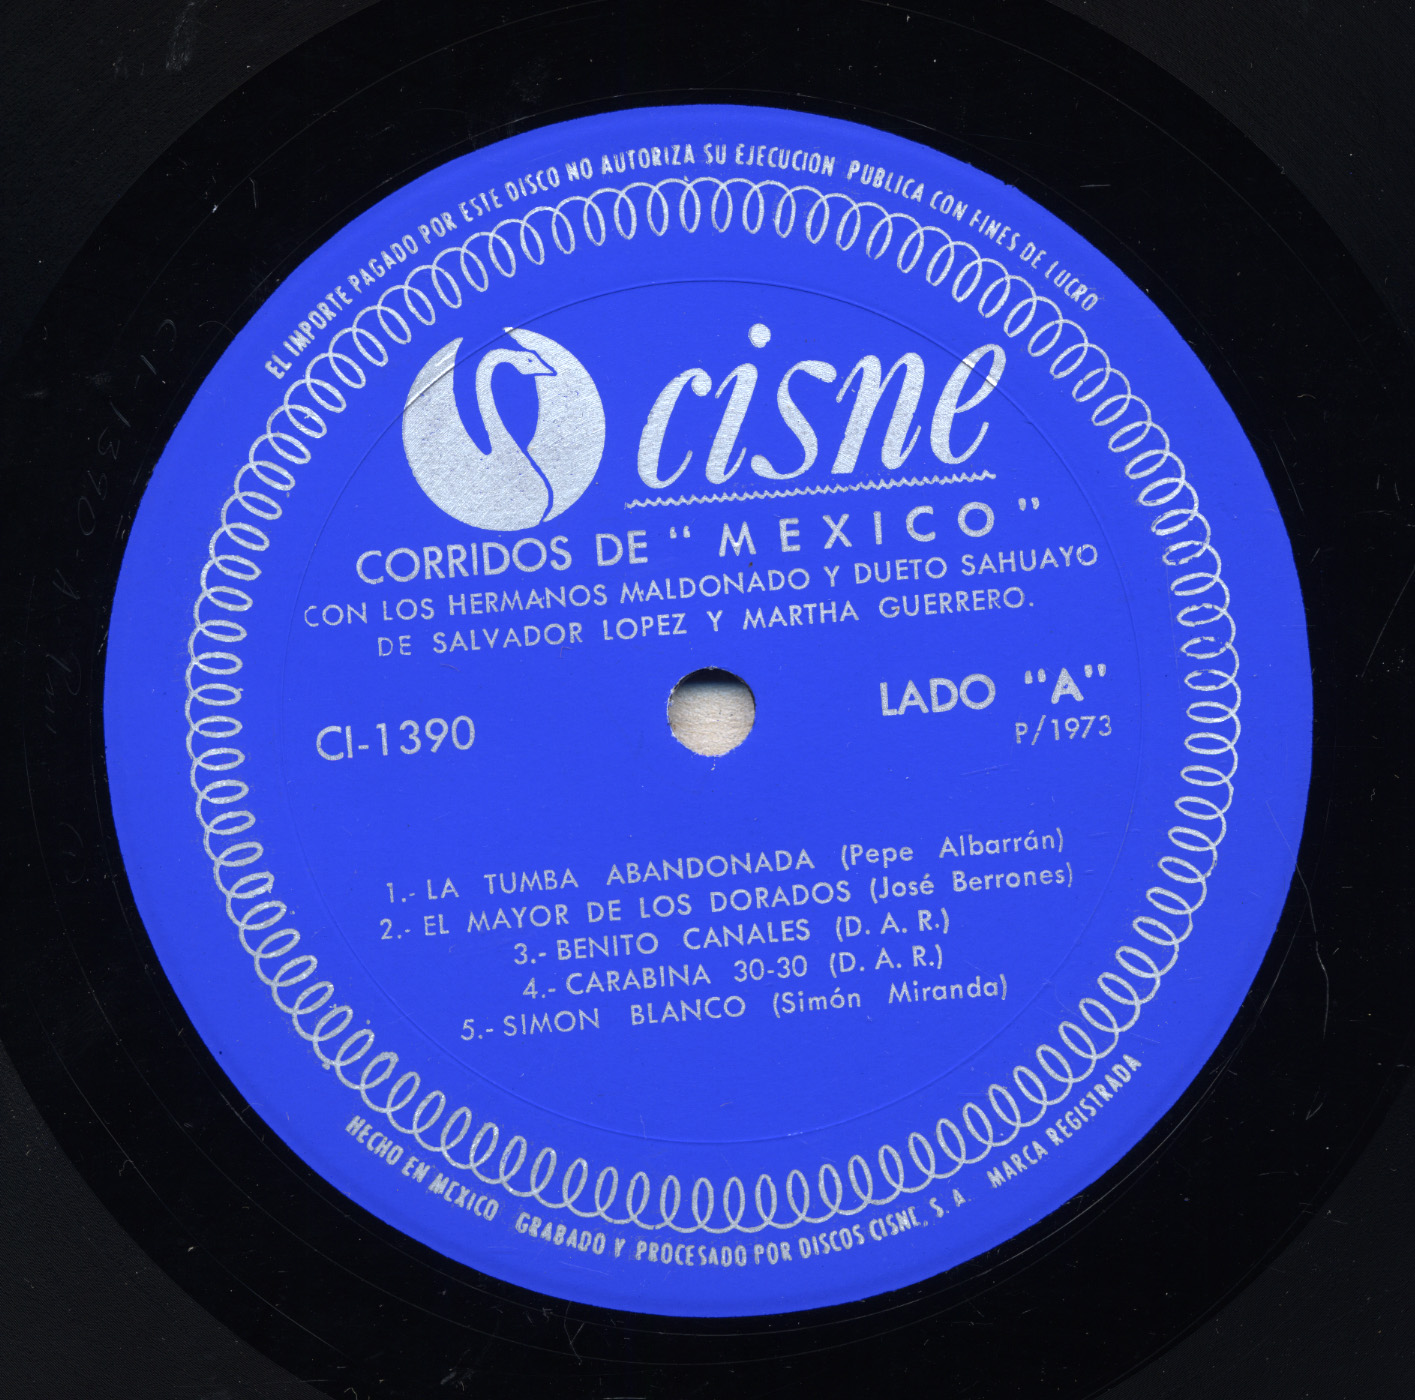 EL IMPORTE PAGADO POR ESTE DISCO NO AUTORIZA SU EJECUCION PUBLICA CON FINES DE LUCRO
cisne
CORRIDOS DE "MEXICO"
CON LOS HERMANOS MALDONADO Y DUETO SAHUAYO
DE SALVADOR LOPEZ Y MARTHA GUERRERO.
LADO "A"
CI-1390
P/1973
1.- LA TUMBA ABANDONADA (Pepe Albarrán)
2.- EL MAYOR DE LOS DORADOS (José Berrones)
3.- BENITO CANALES (D. A. R.)
4.- CARABINA 30-30 (D. A. R.)
5.- SIMON BLANCO (Simón Miranda)
HECHO EN MEXICO GRABADO Y PROCESADO POR DISCOS CISNE, S. A. MARCA REGISTRADA
CI-1390-A